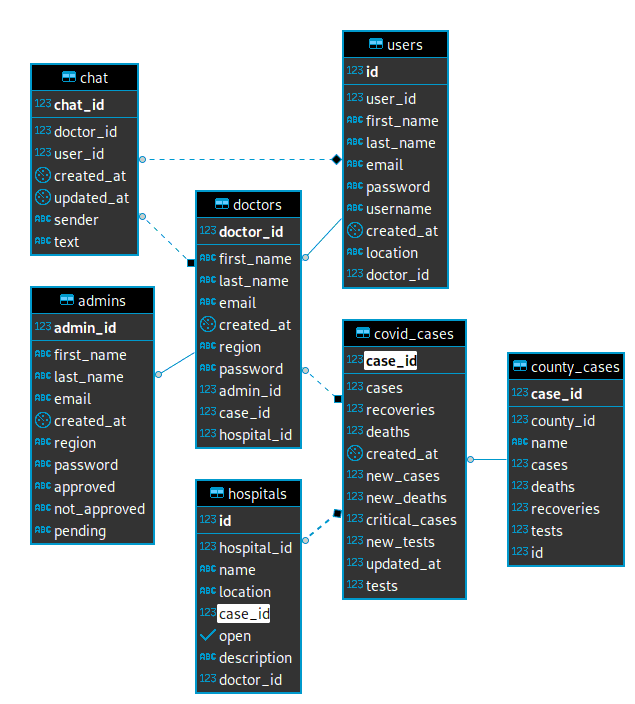 chat
123 chat_id
123 doctor_id
123 user_id
created_at
updated_at
ABC sender
ABC text
users
123 id
123 user_id
ABC first_name
ABC last_name
ABC email
ABC password
ABC username
created_at
ABC location
123 doctor_id
doctors
123 doctor_id
ABC first_name
ABC last_name
ABC email
created_at
ABC region
ABC password
123 admin_id
123 case_id
123 hospital_id
admins
123 admin_id
ABC first_name
ABC last_name
ABC email
created_at
ABC region
ABC password
ABC approved
ABC not_approved
ABC pending
covid_cases
123 case_id
123 cases
123 recoveries
123 deaths
created_at
123 new_cases
123 new_deaths
123 critical_cases
123 new_tests
123 updated_at
123 tests
county_cases
123 case_id
123 county_id
ABC name
123 cases
123 deaths
123 recoveries
123 tests
123 id
hospitals
123 id
123 hospital_id
ABC name
ABC location
123 case_id
open
ABC description
123 doctor_id